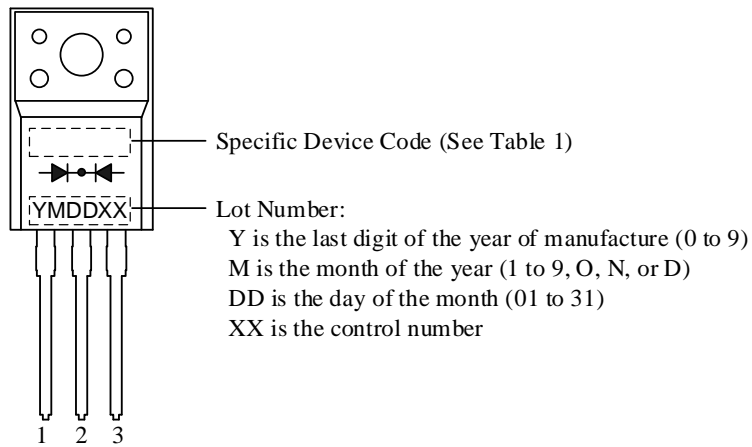 Specific Device Code (See Table 1)
YMDDXX
Lot Number:
Y is the last digit of the year of manufacture (0 to 9)
M is the month of the year (1 to 9, O, N, or D)
DD is the day of the month (01 to 31)
XX is the control number
1 2 3